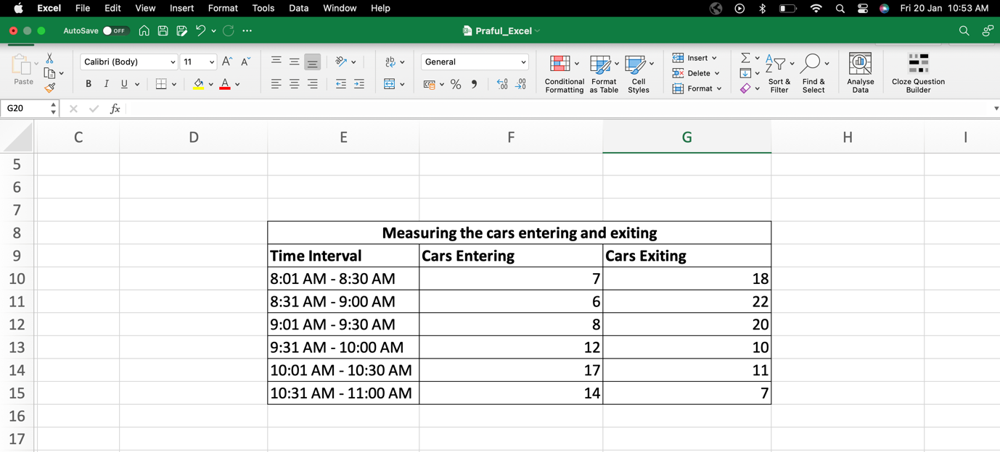 Excel File Edit View Insert Format Tools Data Window Help Fri 20 Jan 10:53 AM
AutoSave OFF Praful_Excel
Calibri (Body) 11 General Insert
Delete
Format
Paste B I U Conditional Formatting Format as Table Cell Styles Sort & Filter Find & Select Analyse Data Cloze Question Builder
G20 fx
C D E F G H I
5
6
7
8 Measuring the cars entering and exiting
9 Time Interval Cars Entering Cars Exiting
10 8:01 AM - 8:30 AM 7 18
11 8:31 AM - 9:00 AM 6 22
12 9:01 AM - 9:30 AM 8 20
13 9:31 AM - 10:00 AM 12 10
14 10:01 AM - 10:30 AM 17 11
15 10:31 AM - 11:00 AM 14 7
16
17